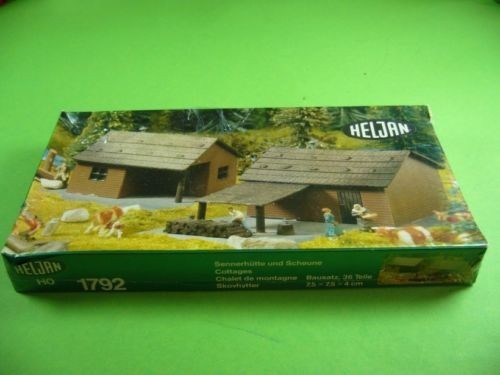 HELJAN
HELJAN
HO 1792
Sennerhütte und Scheune
Cottages
Chalet de montagne Bausatz, 26 Teile
Skovhytter 7,5 × 7,5 × 4 cm